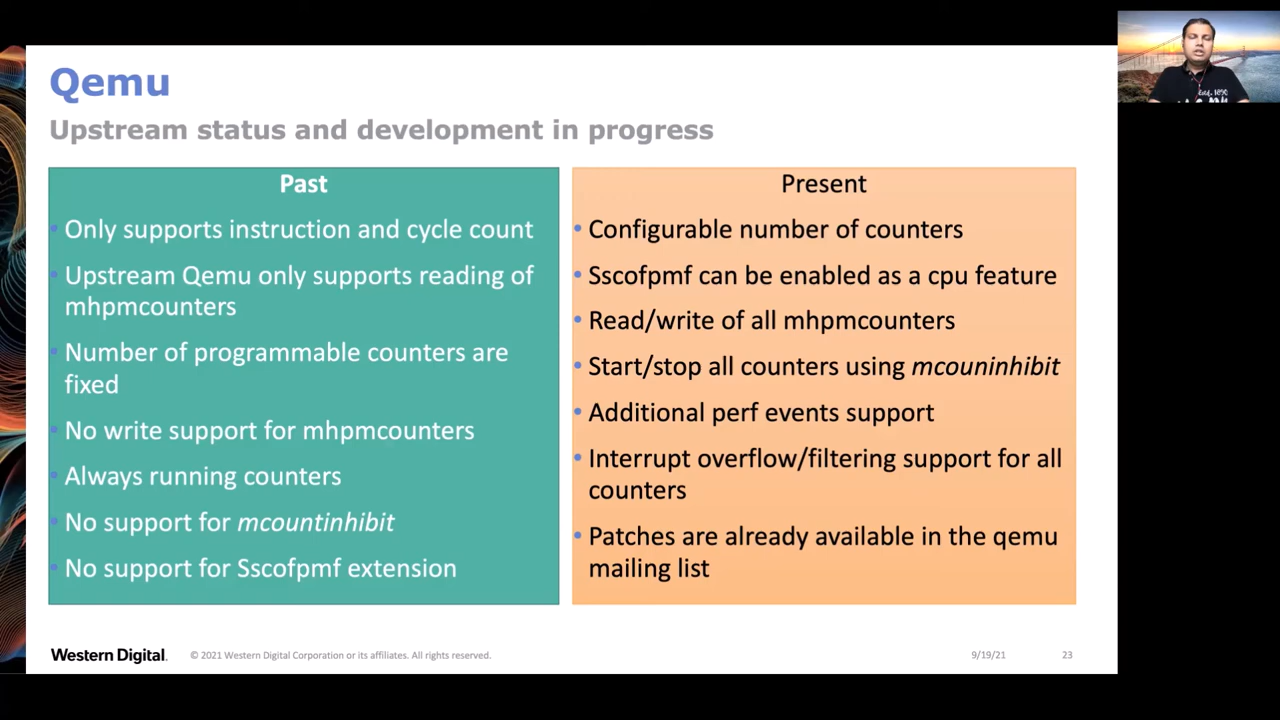 Qemu
Upstream status and development in progress
Past
• Only supports instruction and cycle count
• Upstream Qemu only supports reading of
mhpmcounters
• Number of programmable counters are
fixed
• No write support for mhpmcounters
• Always running counters
• No support for mcountinhibit
• No support for Sscofpmf extension
Present
• Configurable number of counters
• Sscofpmf can be enabled as a cpu feature
• Read/write of all mhpmcounters
• Start/stop all counters using mcouninhibit
• Additional perf events support
• Interrupt overflow/filtering support for all
counters
• Patches are already available in the qemu
mailing list
Western Digital.
© 2021 Western Digital Corporation or its affiliates. All rights reserved.
9/19/21
23